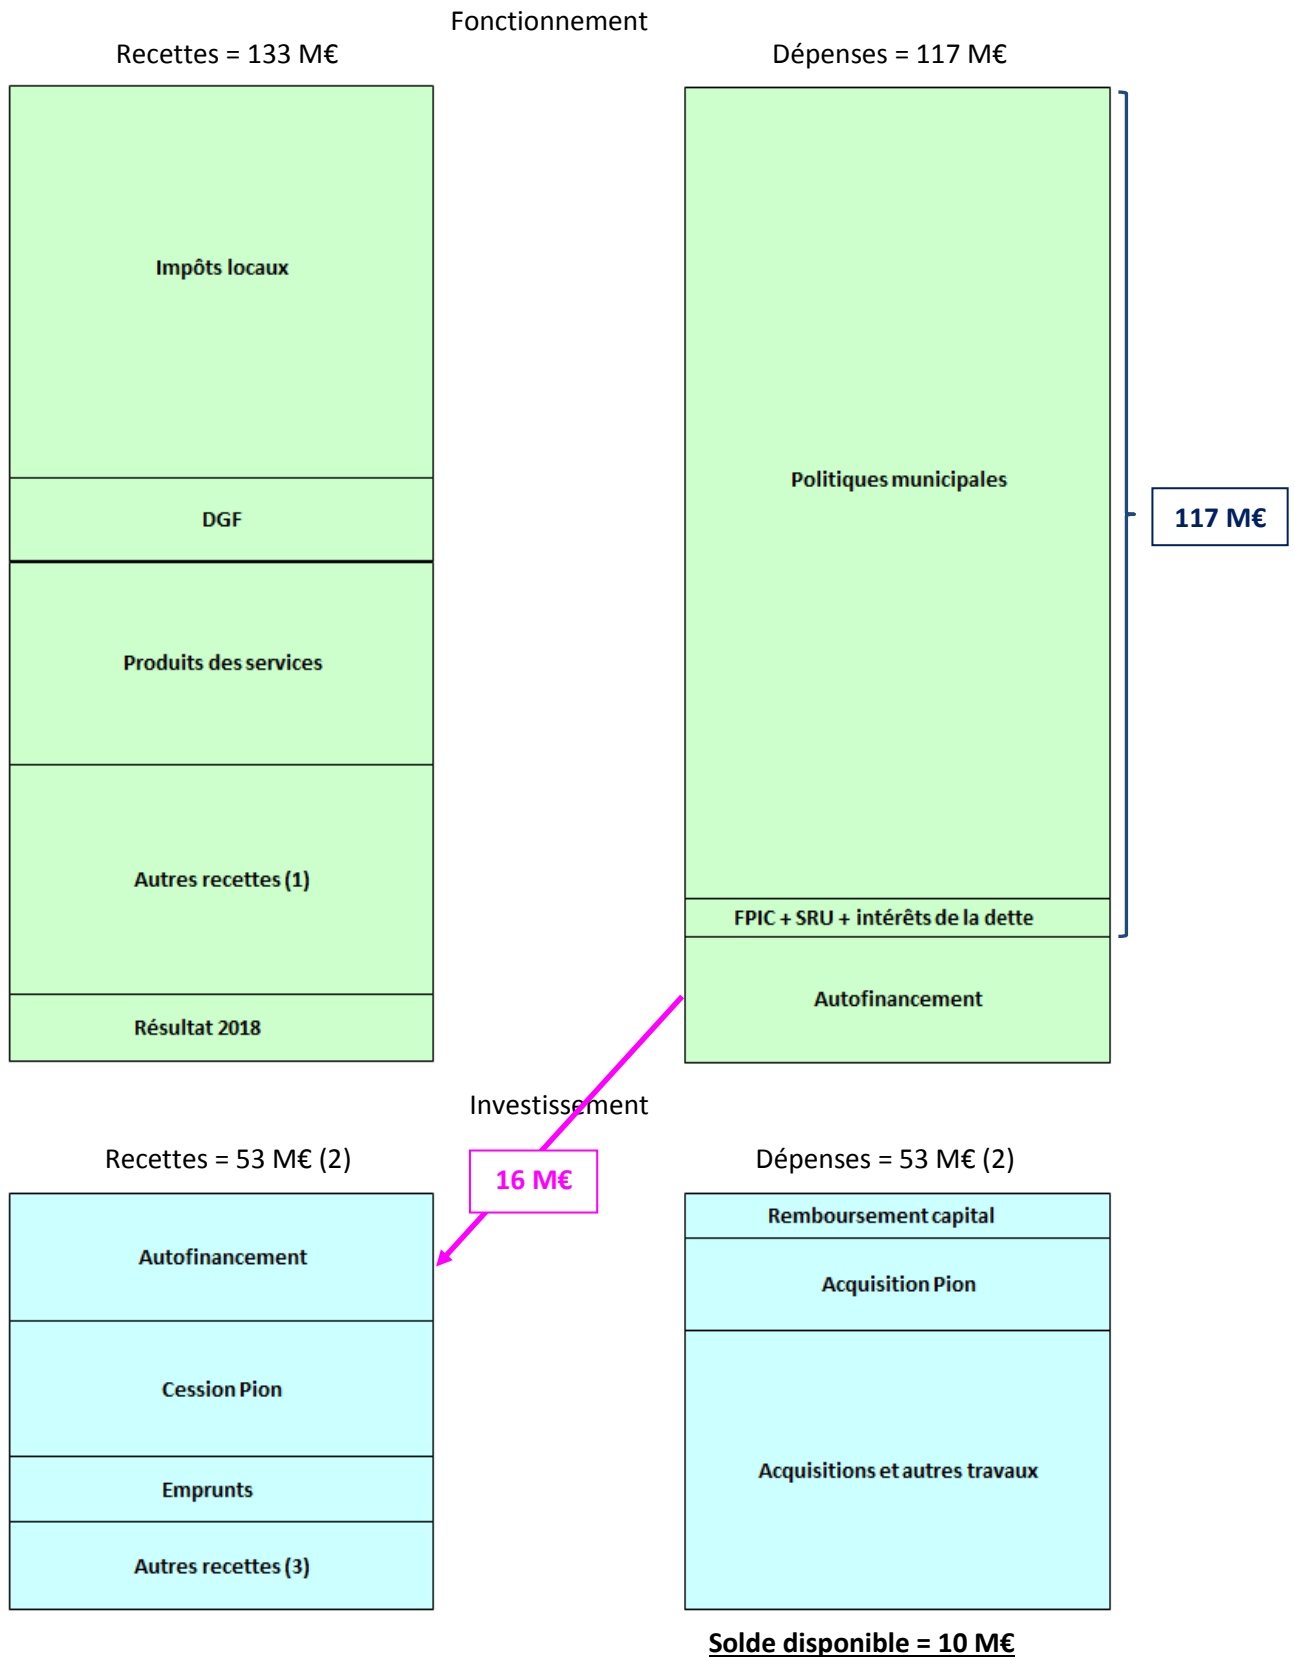 Fonctionnement
Recettes = 133 M€
Dépenses = 117 M€
Impôts locaux
DGF
Produits des services
Autres recettes (1)
Résultat 2018
Politiques municipales
117 M€
FPIC + SRU + intérêts de la dette
Autofinancement
Investissement
Recettes = 53 M€ (2)
16 M€
Dépenses = 53 M€ (2)
Autofinancement
Cession Pion
Emprunts
Autres recettes (3)
Remboursement capital
Acquisition Pion
Acquisitions et autres travaux
Solde disponible = 10 M€